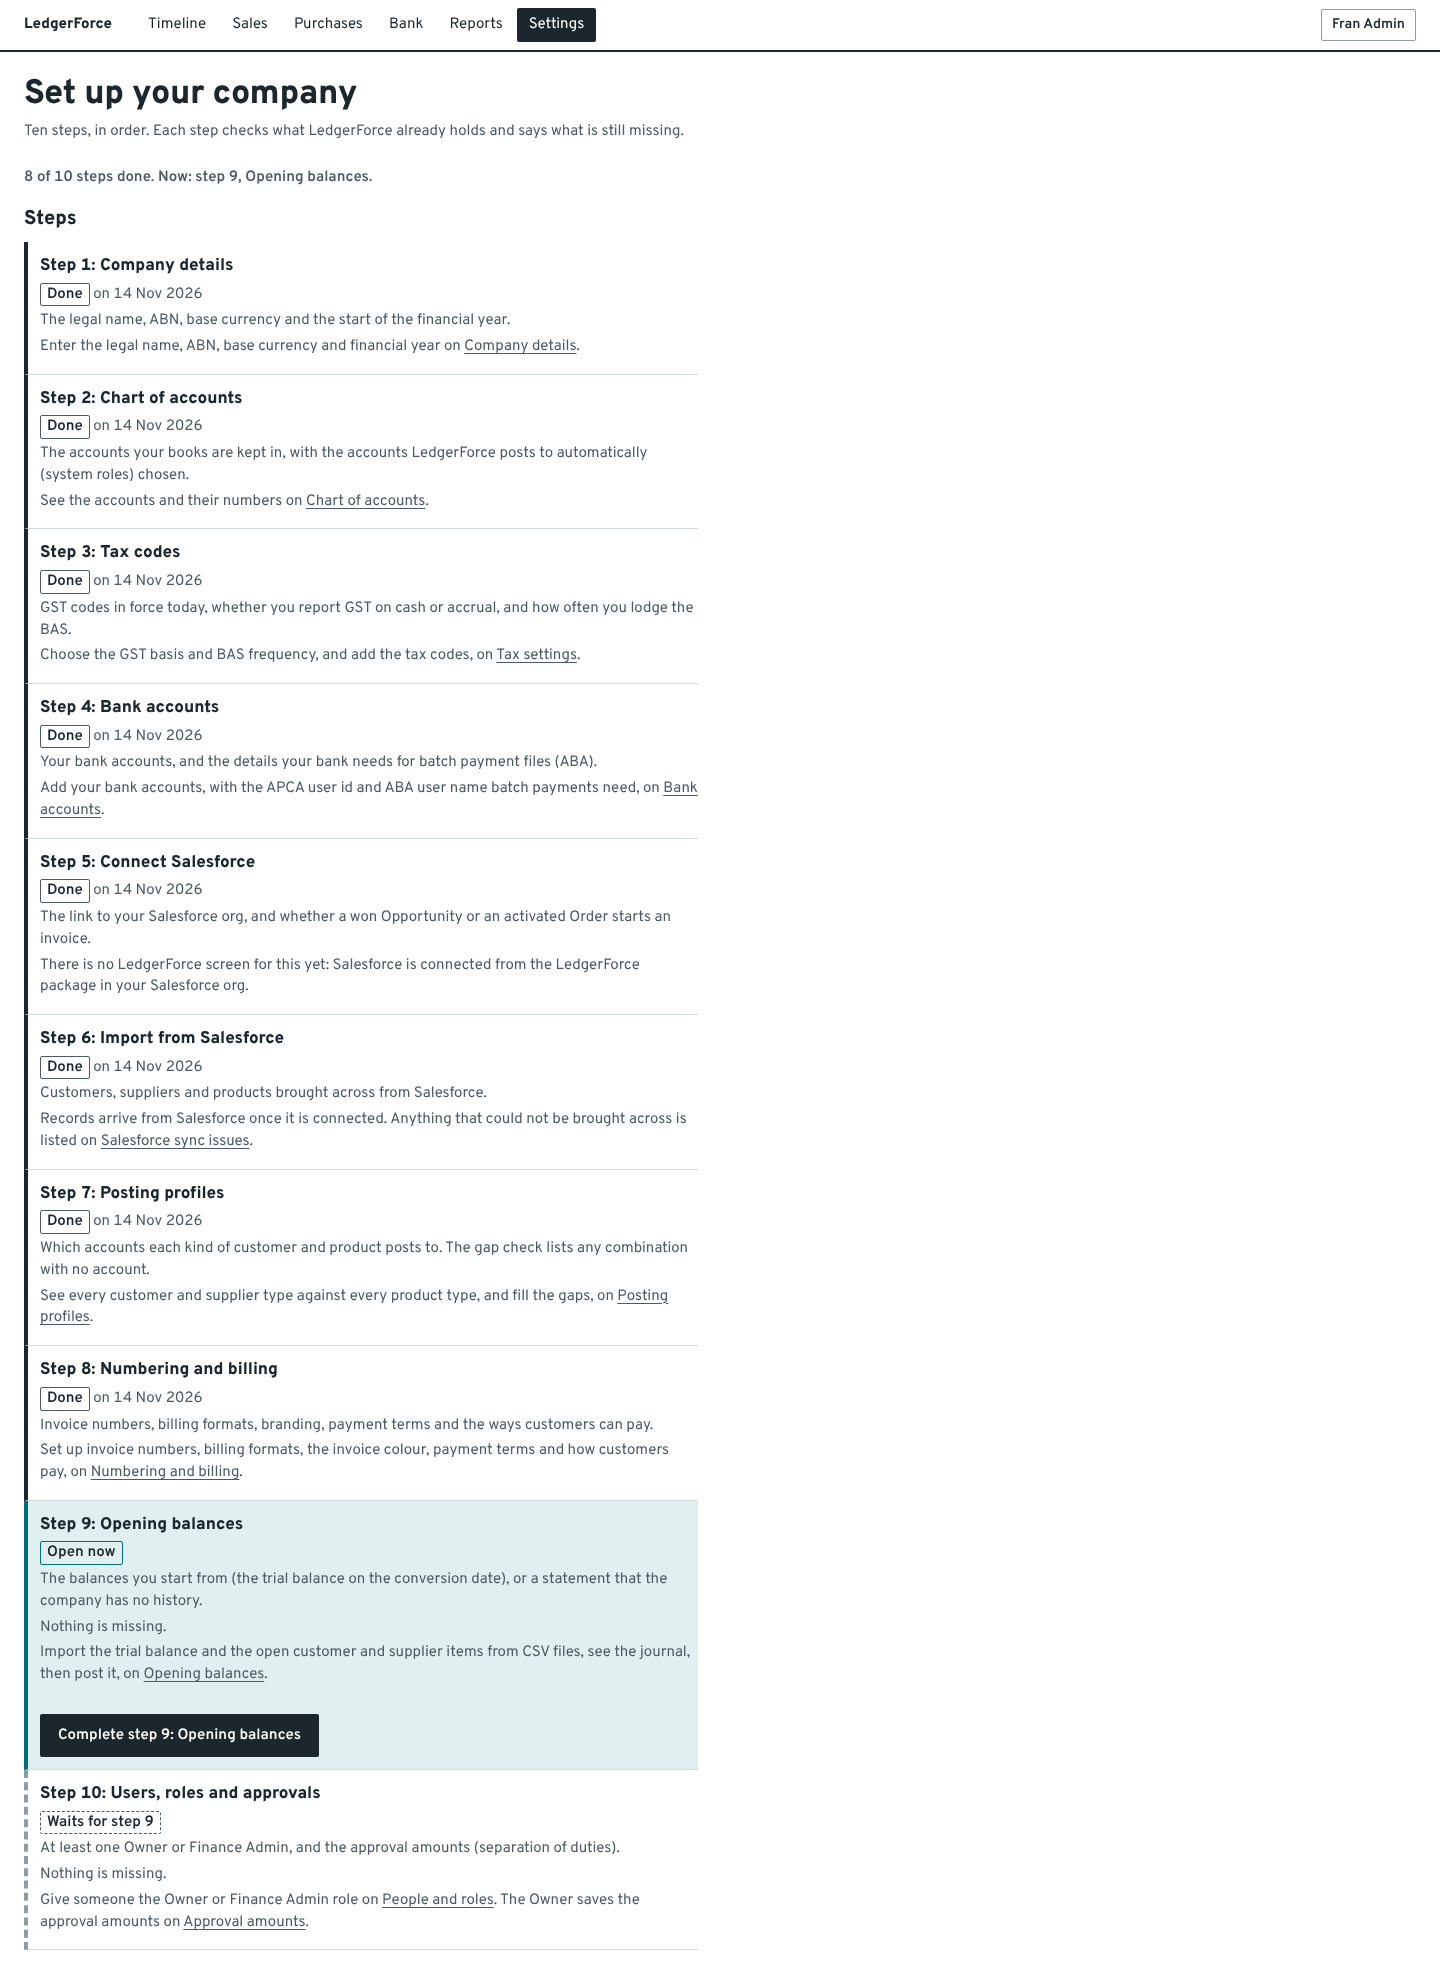 LedgerForce Timeline Sales Purchases Bank Reports Settings Fran Admin
Set up your company
Ten steps, in order. Each step checks what LedgerForce already holds and says what is still missing.
8 of 10 steps done. Now: step 9, Opening balances.
Steps
Step 1: Company details
Done on 14 Nov 2026
The legal name, ABN, base currency and the start of the financial year.
Enter the legal name, ABN, base currency and financial year on Company details.
Step 2: Chart of accounts
Done on 14 Nov 2026
The accounts your books are kept in, with the accounts LedgerForce posts to automatically
(system roles) chosen.
See the accounts and their numbers on Chart of accounts.
Step 3: Tax codes
Done on 14 Nov 2026
GST codes in force today, whether you report GST on cash or accrual, and how often you lodge the
BAS.
Choose the GST basis and BAS frequency, and add the tax codes, on Tax settings.
Step 4: Bank accounts
Done on 14 Nov 2026
Your bank accounts, and the details your bank needs for batch payment files (ABA).
Add your bank accounts, with the APCA user id and ABA user name batch payments need, on Bank
accounts.
Step 5: Connect Salesforce
Done on 14 Nov 2026
The link to your Salesforce org, and whether a won Opportunity or an activated Order starts an
invoice.
There is no LedgerForce screen for this yet: Salesforce is connected from the LedgerForce
package in your Salesforce org.
Step 6: Import from Salesforce
Done on 14 Nov 2026
Customers, suppliers and products brought across from Salesforce.
Records arrive from Salesforce once it is connected. Anything that could not be brought across is
listed on Salesforce sync issues.
Step 7: Posting profiles
Done on 14 Nov 2026
Which accounts each kind of customer and product posts to. The gap check lists any combination
with no account.
See every customer and supplier type against every product type, and fill the gaps, on Posting
profiles.
Step 8: Numbering and billing
Done on 14 Nov 2026
Invoice numbers, billing formats, branding, payment terms and the ways customers can pay.
Set up invoice numbers, billing formats, the invoice colour, payment terms and how customers
pay, on Numbering and billing.
Step 9: Opening balances
Open now
The balances you start from (the trial balance on the conversion date), or a statement that the
company has no history.
Nothing is missing.
Import the trial balance and the open customer and supplier items from CSV files, see the journal,
then post it, on Opening balances.
Complete step 9: Opening balances
Step 10: Users, roles and approvals
Waits for step 9
At least one Owner or Finance Admin, and the approval amounts (separation of duties).
Nothing is missing.
Give someone the Owner or Finance Admin role on People and roles. The Owner saves the
approval amounts on Approval amounts.